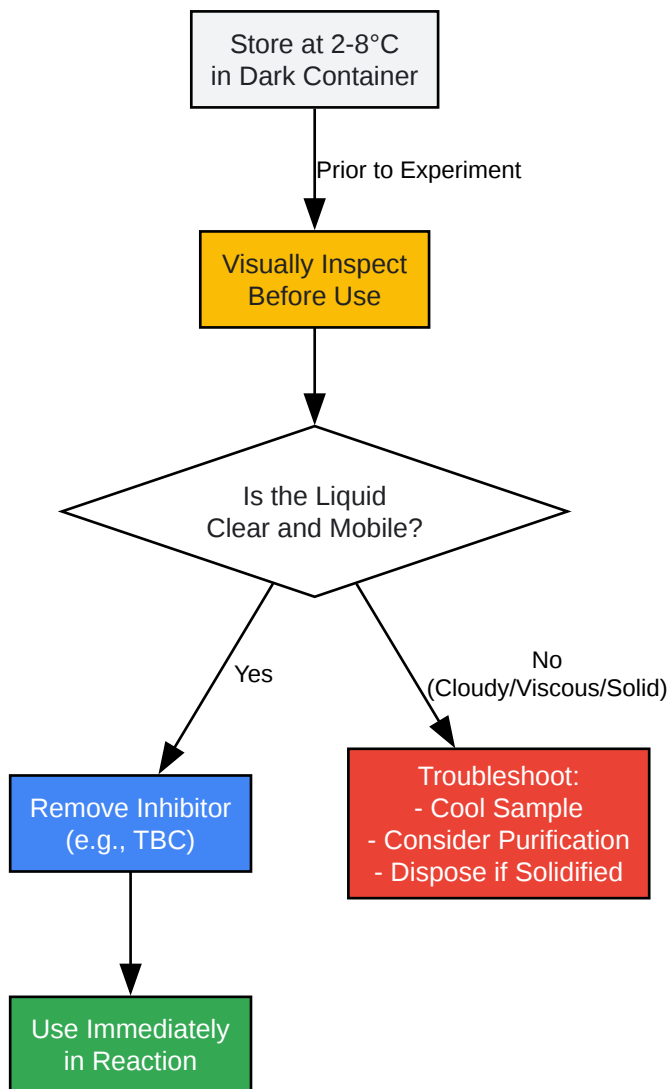 Store at 2-8°C
in Dark Container
Prior to Experiment
Visually Inspect
Before Use
Is the Liquid
Clear and Mobile?
Yes
No
(Cloudy/Viscous/Solid)
Remove Inhibitor
(e.g., TBC)
Troubleshoot:
- Cool Sample
- Consider Purification
- Dispose if Solidified
Use Immediately
in Reaction